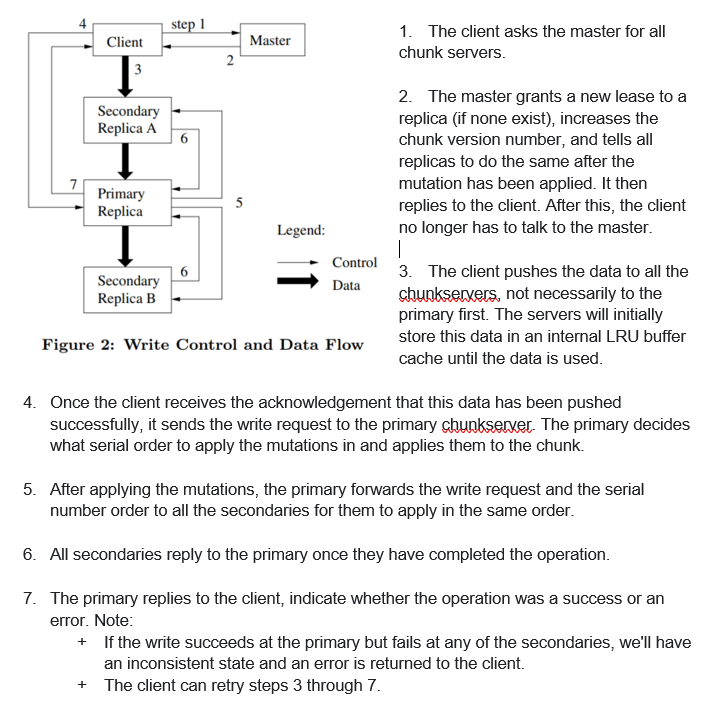 4
step 1
Client
Master
2
3
Secondary
Replica A
6
7
Primary
Replica
5
Legend:
Control
Data
6
Secondary
Replica B
Figure 2: Write Control and Data Flow
1. The client asks the master for all
chunk servers.
2. The master grants a new lease to a
replica (if none exist), increases the
chunk version number, and tells all
replicas to do the same after the
mutation has been applied. It then
replies to the client. After this, the client
no longer has to talk to the master.
3. The client pushes the data to all the
chunkservers, not necessarily to the
primary first. The servers will initially
store this data in an internal LRU buffer
cache until the data is used.
4. Once the client receives the acknowledgement that this data has been pushed
successfully, it sends the write request to the primary chunkserver. The primary decides
what serial order to apply the mutations in and applies them to the chunk.
5. After applying the mutations, the primary forwards the write request and the serial
number order to all the secondaries for them to apply in the same order.
6. All secondaries reply to the primary once they have completed the operation.
7. The primary replies to the client, indicate whether the operation was a success or an
error. Note:
+ If the write succeeds at the primary but fails at any of the secondaries, we'll have
an inconsistent state and an error is returned to the client.
+ The client can retry steps 3 through 7.